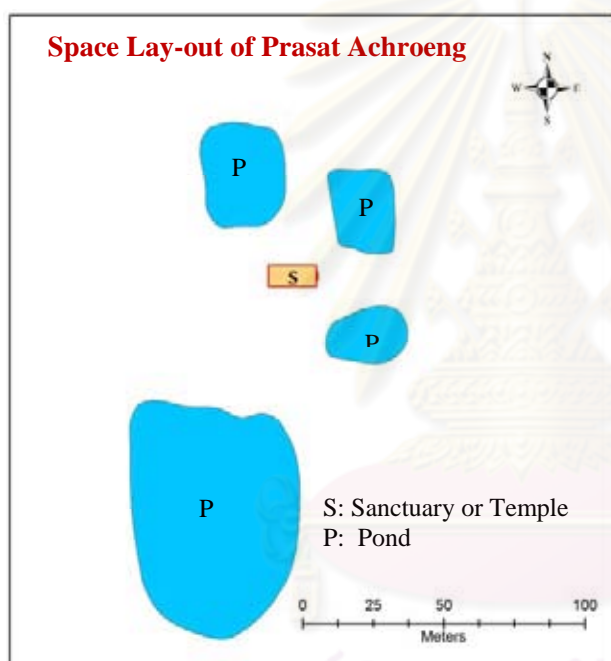 Space Lay-out of Prasat Achroeng
N
W E
S
P
P
S
P
P
S: Sanctuary or Temple
P: Pond
0 25 50 100
Meters